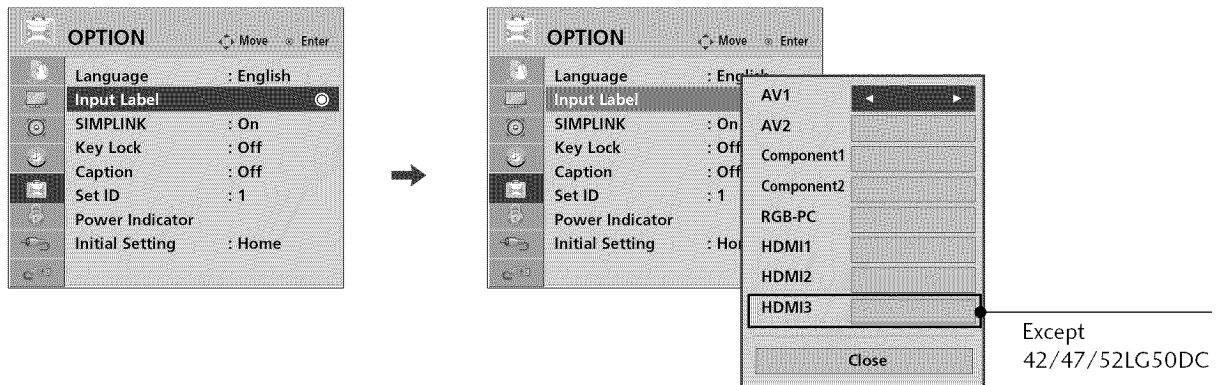 OPTION
Move Enter
Language : English
Input Label
SIMPLINK : On
Key Lock : Off
Caption : Off
Set ID : 1
Power Indicator
Initial Setting : Home
OPTION
Move Enter
Language
Input Label
SIMPLINK : On
Key Lock : Off
Caption : Off
Set ID : 1
Power Indicator
Initial Setting
AV1
AV2
Component1
Component2
RGB-PC
HDMI1
HDMI2
HDMI3
Close
Except
42/47/52LG50DC